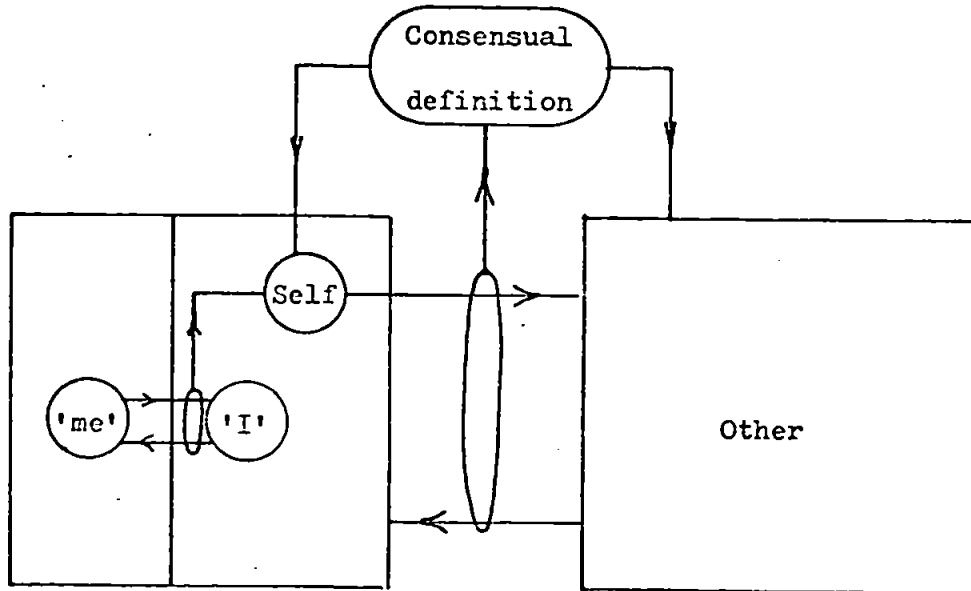 Consensual
definition
Self
'me'
'I'
Other